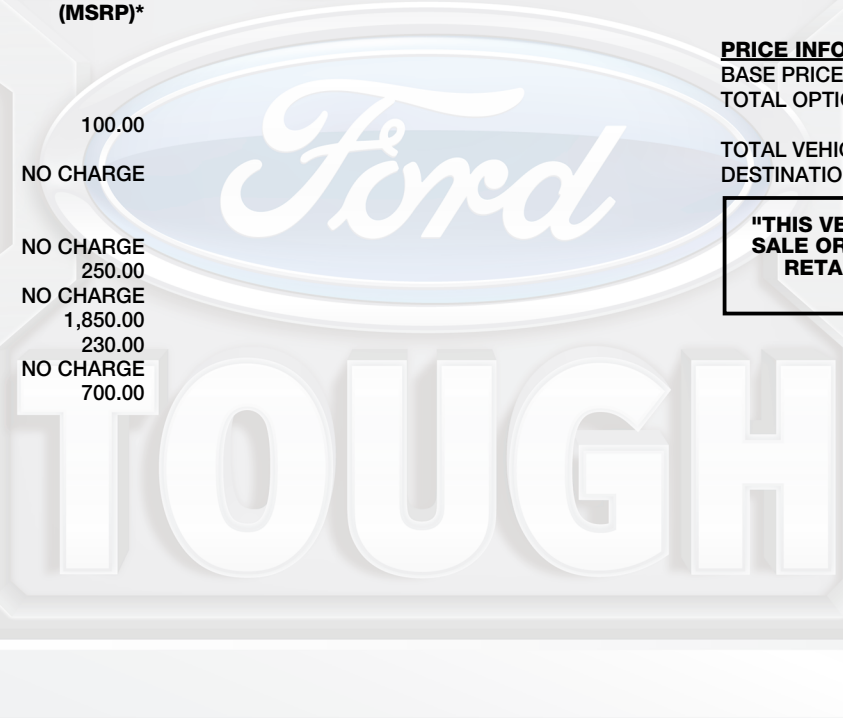 (MSRP)*
100.00
NO CHARGE
NO CHARGE
250.00
NO CHARGE
1,850.00
230.00
NO CHARGE
700.00
PRICE INFO
BASE PRICE
TOTAL OPTIO
TOTAL VEHIC
DESTINATIO
"THIS VE
SALE OR
RETA
Ford
TOUGH